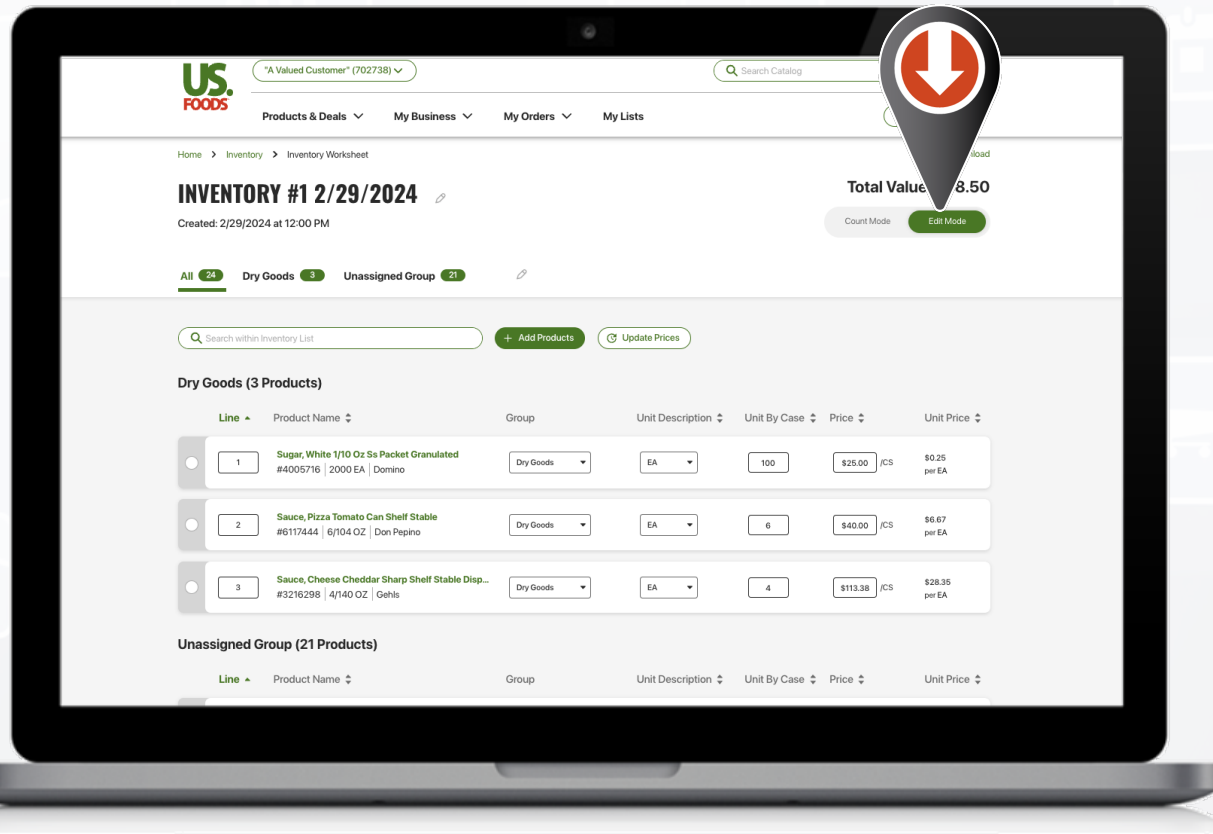 US.
FOODS
"A Valued Customer" (702738)
Search Catalog
Products & Deals
My Business
My Orders
My Lists
Home > Inventory > Inventory Worksheet
INVENTORY #1 2/29/2024
Total Value
8.50
Created: 2/29/2024 at 12:00 PM
Count Mode
Edit Mode
All 24
Dry Goods 3
Unassigned Group 21
Search within Inventory List
+ Add Products
Update Prices
Dry Goods (3 Products)
Line Product Name Group Unit Description Unit By Case Price Unit Price
1 Sugar, White 1/10 Oz Ss Packet Granulated Dry Goods EA 100 $25.00 /CS $0.25
#4005716 | 2000 EA | Domino per EA
2 Sauce, Pizza Tomato Can Shelf Stable Dry Goods EA 6 $40.00 /CS $6.67
#6117444 | 6/104 OZ | Don Pepino per EA
3 Sauce, Cheese Cheddar Sharp Shelf Stable Disp... Dry Goods EA 4 $113.38 /CS $28.35
#3216298 | 4/140 OZ | Gehls per EA
Unassigned Group (21 Products)
Line Product Name Group Unit Description Unit By Case Price Unit Price